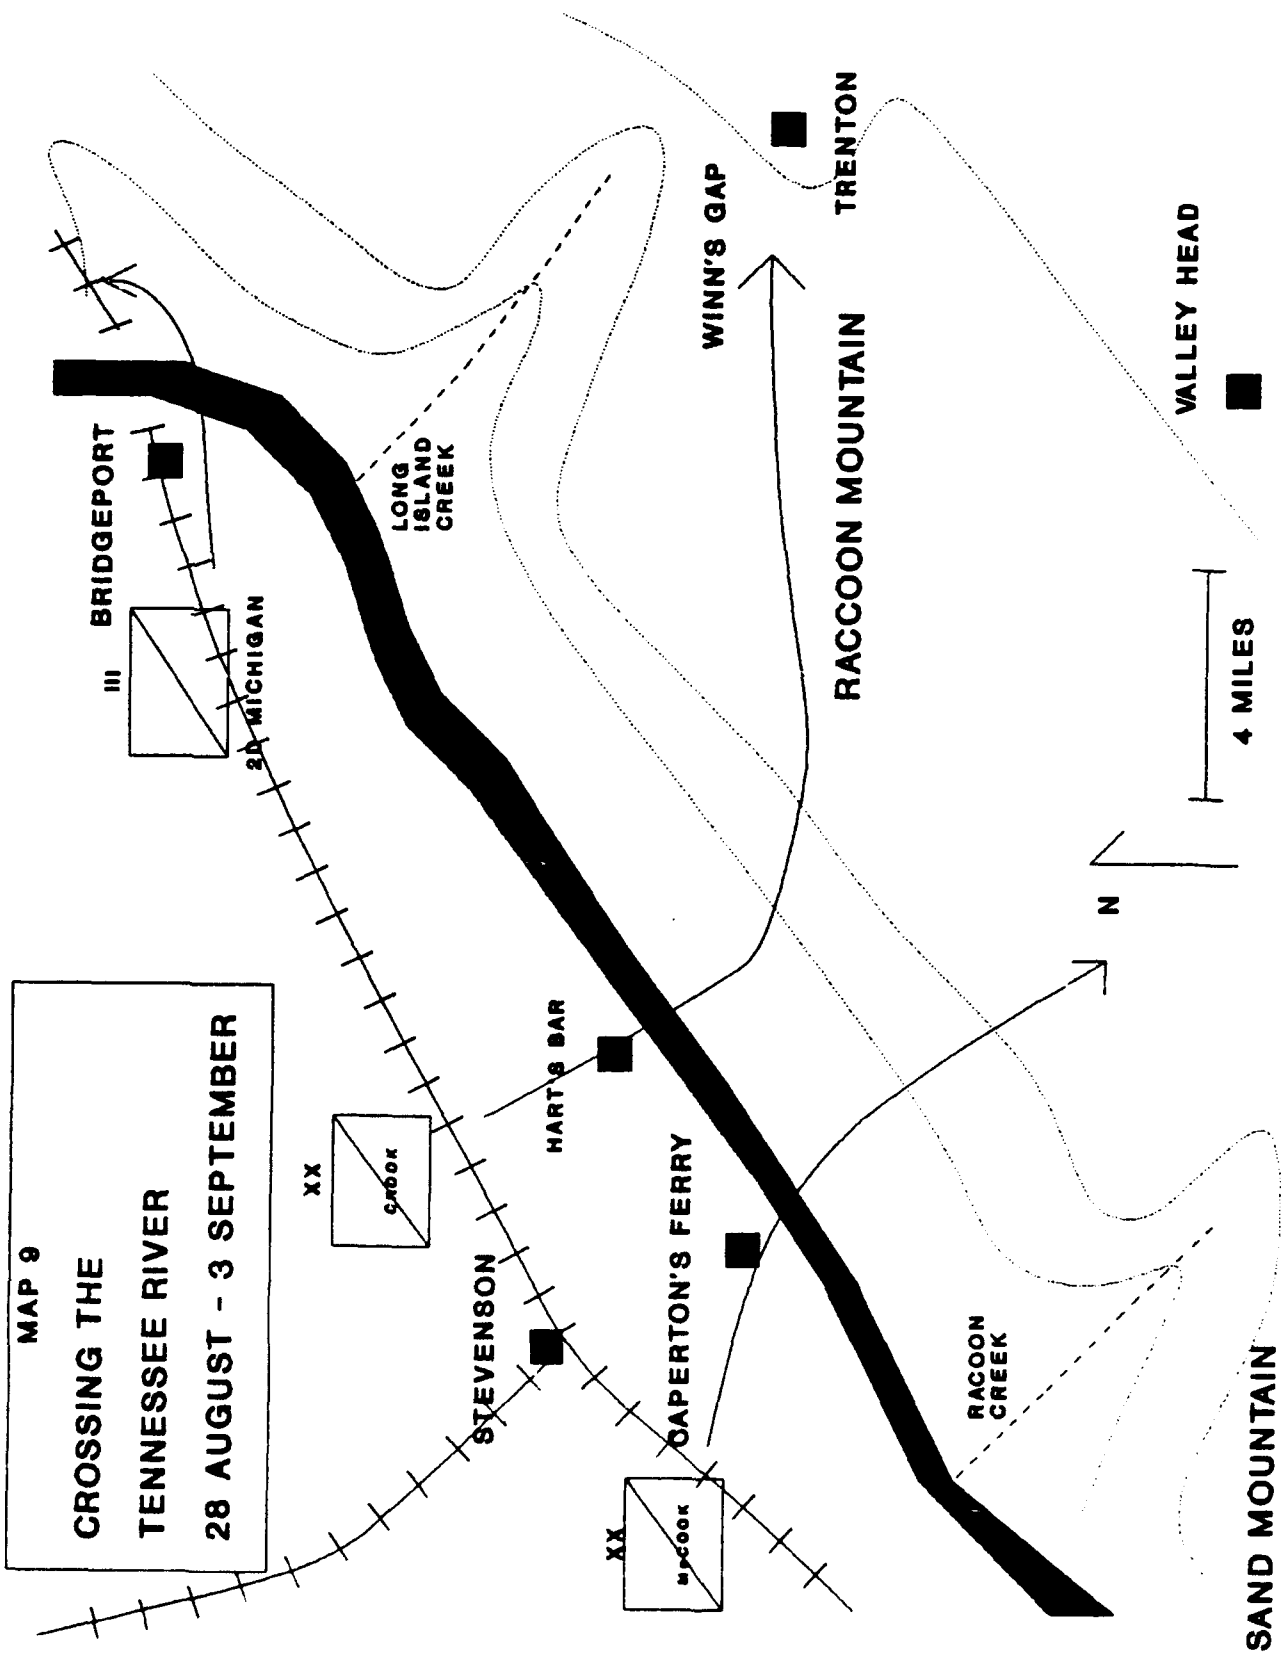 MAP 9
CROSSING THE
TENNESSEE RIVER
28 AUGUST - 3 SEPTEMBER
III
BRIDGEPORT
2D MICHIGAN
XX
CROOK
STEVENSON
HART'S BAR
LONG
ISLAND
CREEK
XX
McCOOK
CAPERTON'S FERRY
WINN'S GAP
TRENTON
RACCOON MOUNTAIN
RACOON
CREEK
N
VALLEY HEAD
4 MILES
SAND MOUNTAIN